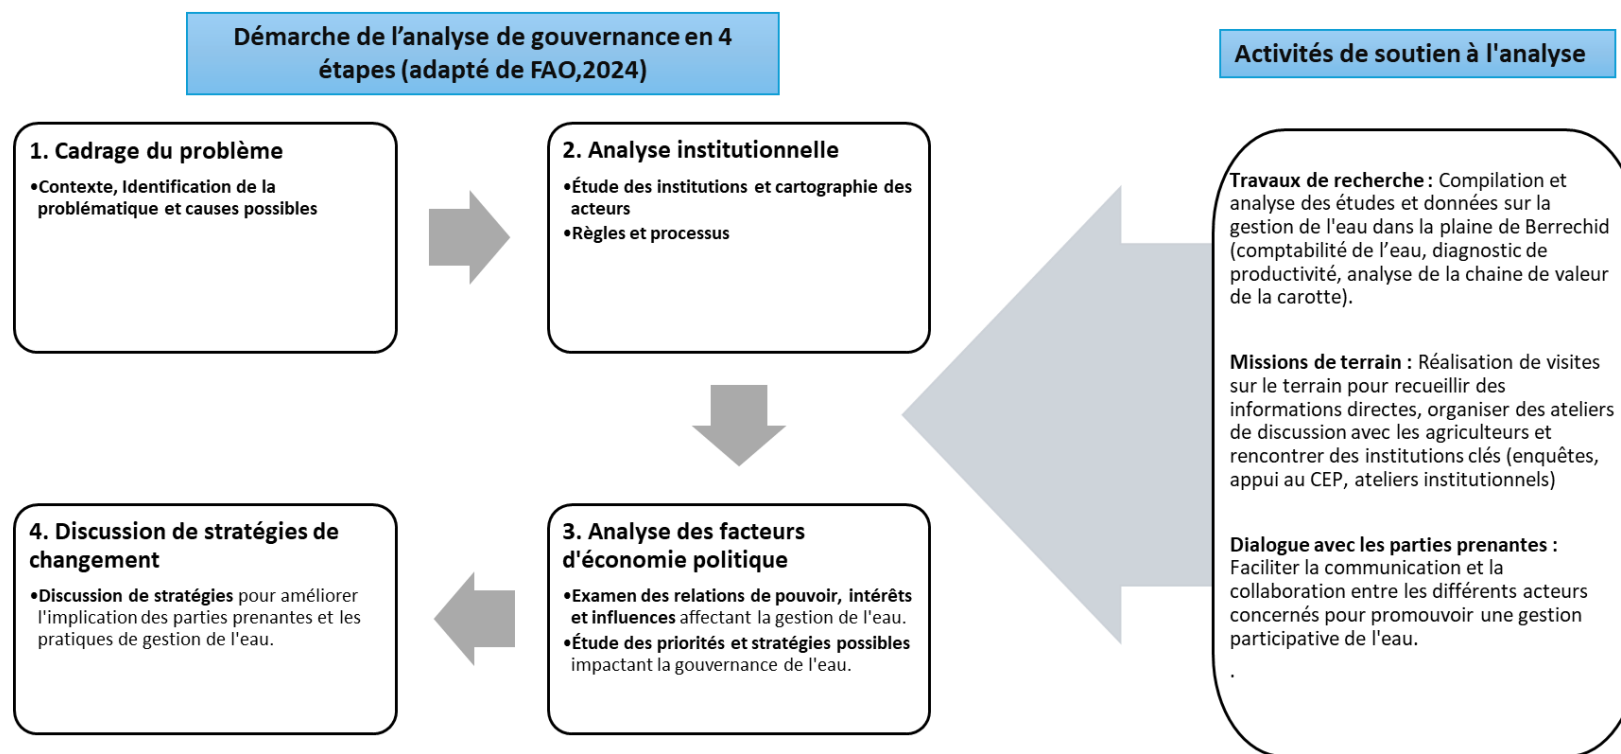 Démarche de l’analyse de gouvernance en 4
étapes (adapté de FAO,2024)
Activités de soutien à l'analyse
1. Cadrage du problème
•Contexte, Identification de la
problématique et causes possibles
2. Analyse institutionnelle
•Étude des institutions et cartographie des
acteurs
•Règles et processus
3. Analyse des facteurs
d'économie politique
•Examen des relations de pouvoir, intérêts
et influences affectant la gestion de l'eau.
•Étude des priorités et stratégies possibles
impactant la gouvernance de l'eau.
4. Discussion de stratégies de
changement
•Discussion de stratégies pour améliorer
l'implication des parties prenantes et les
pratiques de gestion de l'eau.
Travaux de recherche : Compilation et
analyse des études et données sur la
gestion de l'eau dans la plaine de Berrechid
(comptabilité de l’eau, diagnostic de
productivité, analyse de la chaine de valeur
de la carotte).
Missions de terrain : Réalisation de visites
sur le terrain pour recueillir des
informations directes, organiser des ateliers
de discussion avec les agriculteurs et
rencontrer des institutions clés (enquêtes,
appui au CEP, ateliers institutionnels)
Dialogue avec les parties prenantes :
Faciliter la communication et la
collaboration entre les différents acteurs
concernés pour promouvoir une gestion
participative de l'eau.
.